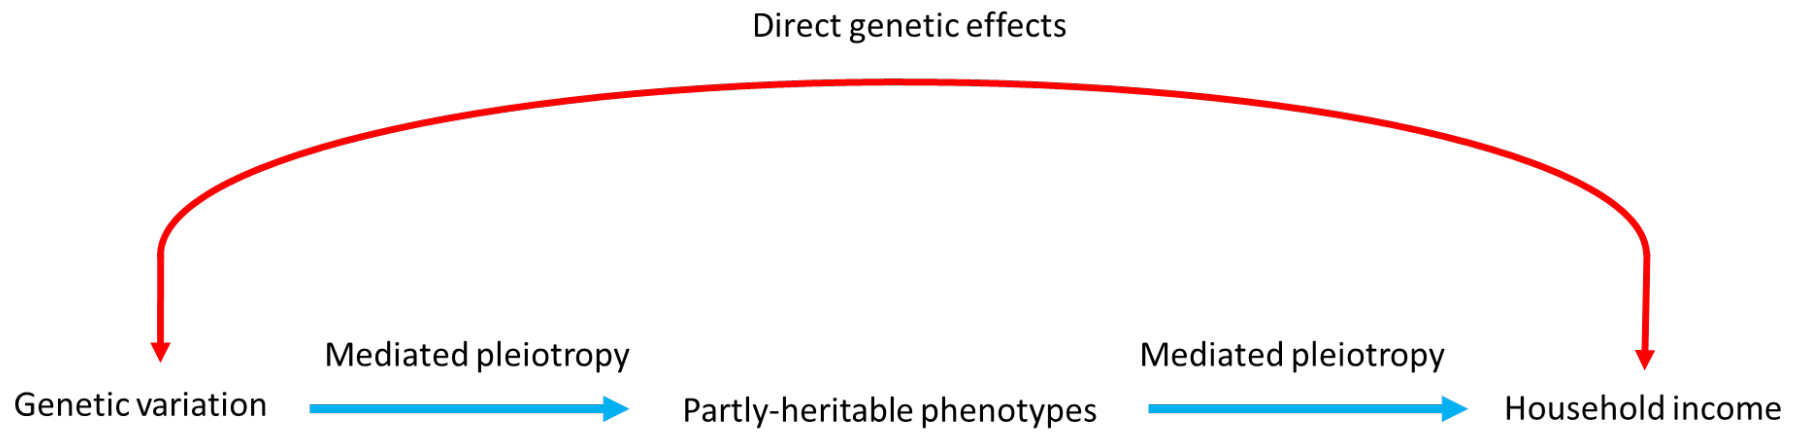 Direct genetic effects
Mediated pleiotropy
Mediated pleiotropy
Genetic variation
Partly-heritable phenotypes
Household income